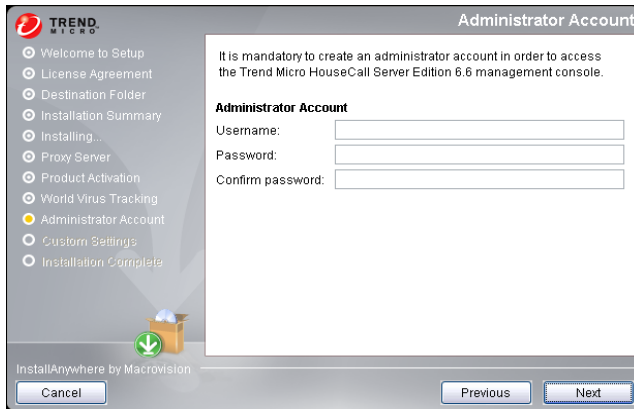 TREND
MICRO
Administrator Account
Welcome to Setup
License Agreement
Destination Folder
Installation Summary
Installing...
Proxy Server
Product Activation
World Virus Tracking
Administrator Account
Custom Settings
Installation Complete
It is mandatory to create an administrator account in order to access
the Trend Micro HouseCall Server Edition 6.6 management console.
Administrator Account
Username:
Password:
Confirm password:
InstallAnywhere by Macrovision
Cancel
Previous
Next